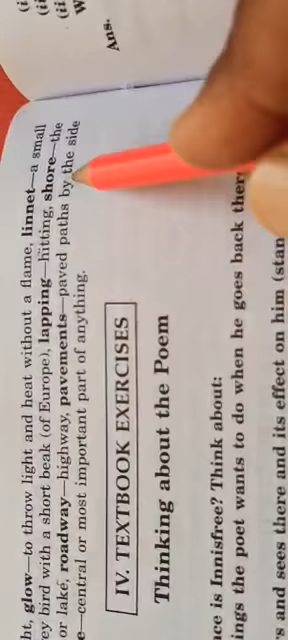 ht, glow—to throw light and heat without a flame, linnet—a small
ey bird with a short beak (of Europe), lapping—hitting, shore—the
or lake, roadway—highway, pavements—paved paths by the side
e—central or most important part of anything.
IV. TEXTBOOK EXERCISES
Thinking about the Poem
ce is Innisfree? Think about:
ings the poet wants to do when he goes back ther
s and sees there and its effect on him (stan
Ans.